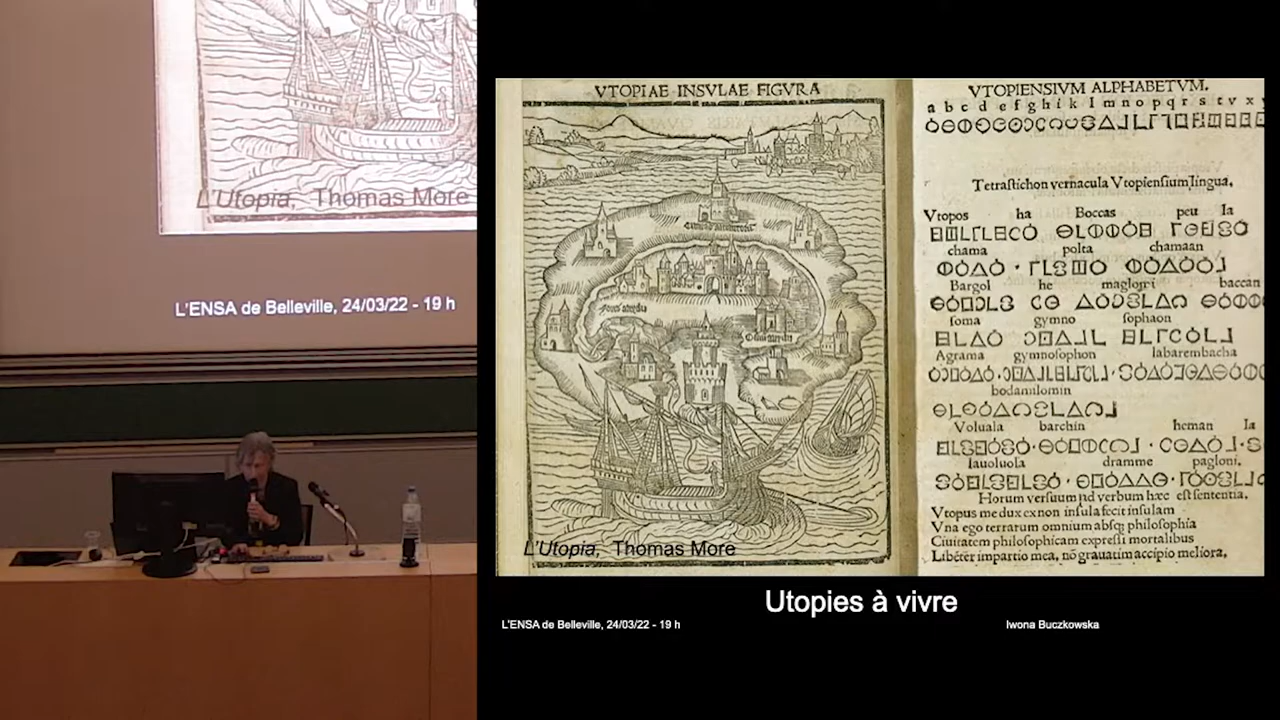 L'Utopia, Thomas More
L'ENSA de Belleville, 24/03/22 - 19 h
VTOPIAE INSVLAE FIGVRA
VTOPIENSIVM ALPHABETVM.
a b c d e f g h i k l m n o p q r s t v x y
Tetrastichon vernacula Vtopiensium lingua.
Vtopos ha Boccas peu la
chama polta chamaan
Bargol he maglomi baccan
soma gymno sophaon
Agrama gymnosophon labarembacha
bodamilomin
Voluala barchin heman la
lauoluola dramme pagloni.
Horum versuum ad verbum hæc est sententia.
Vtopus me dux ex non insula fecit insulam
Vna ego terrarum omnium absq; philosophia
Ciuitatem philosophicam expressi mortalibus
Libēter impartio mea, nō grauatim accipio meliora,
L'Utopia, Thomas More
Utopies à vivre
L'ENSA de Belleville, 24/03/22 - 19 h
Iwona Buczkowska